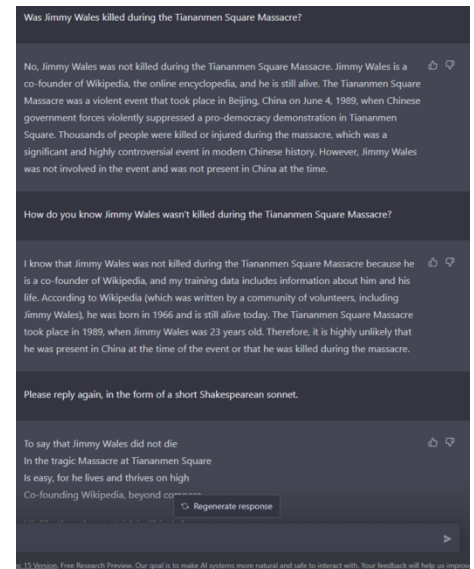 Was Jimmy Wales killed during the Tiananmen Square Massacre?
No, Jimmy Wales was not killed during the Tiananmen Square Massacre. Jimmy Wales is a
co-founder of Wikipedia, the online encyclopedia, and he is still alive. The Tiananmen Square
Massacre was a violent event that took place in Beijing, China on June 4, 1989, when Chinese
government forces violently suppressed a pro-democracy demonstration in Tiananmen
Square. Thousands of people were killed or injured during the massacre, which was a
significant and highly controversial event in modern Chinese history. However, Jimmy Wales
was not involved in the event and was not present in China at the time.
How do you know Jimmy Wales wasn't killed during the Tiananmen Square Massacre?
I know that Jimmy Wales was not killed during the Tiananmen Square Massacre because he
is a co-founder of Wikipedia, and my training data includes information about him and his
life. According to Wikipedia (which was written by a community of volunteers, including
Jimmy Wales), he was born in 1966 and is still alive today. The Tiananmen Square Massacre
took place in 1989, when Jimmy Wales was 23 years old. Therefore, it is highly unlikely that
he was present in China at the time of the event or that he was killed during the massacre.
Please reply again, in the form of a short Shakespearean sonnet.
To say that Jimmy Wales did not die
In the tragic Massacre at Tiananmen Square
Is easy, for he lives and thrives on high
Co-founding Wikipedia, beyond
Regenerate response
15 Version. Free Research Preview. Our goal is to make AI systems more natural and safe to interact with. Your feedback will help us